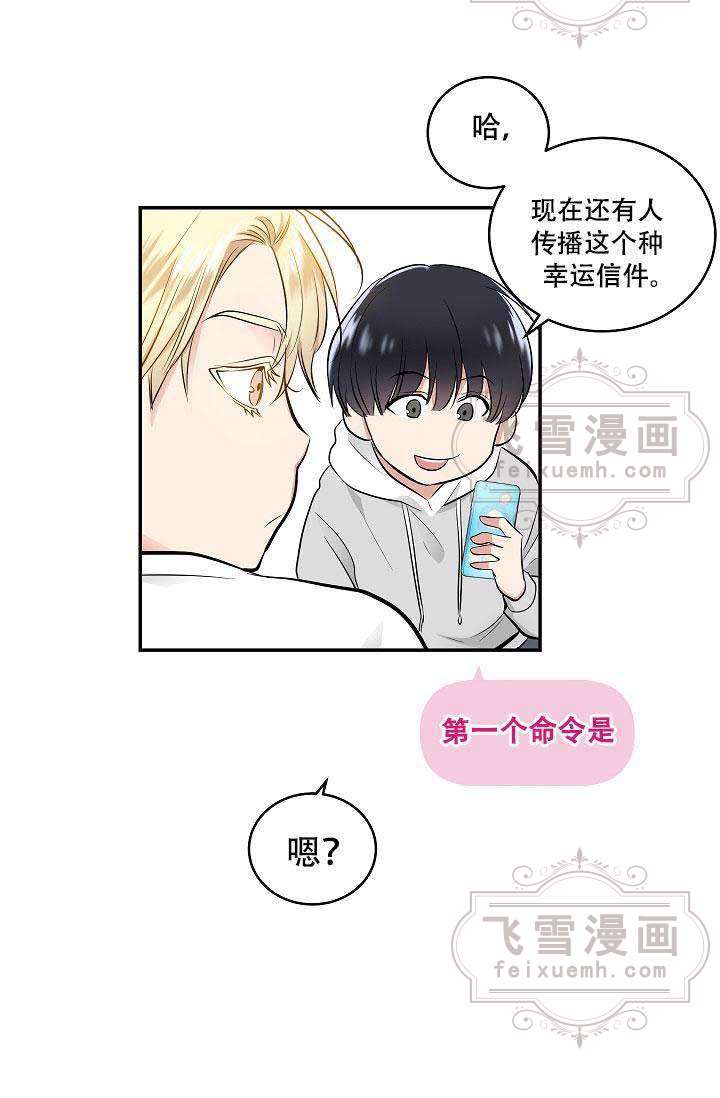 哈,
现在还有人
传播这个种
幸运信件。
飞雪漫画
feixuemh.com
第一个命令是
嗯?
飞雪漫画
feixuemh.com